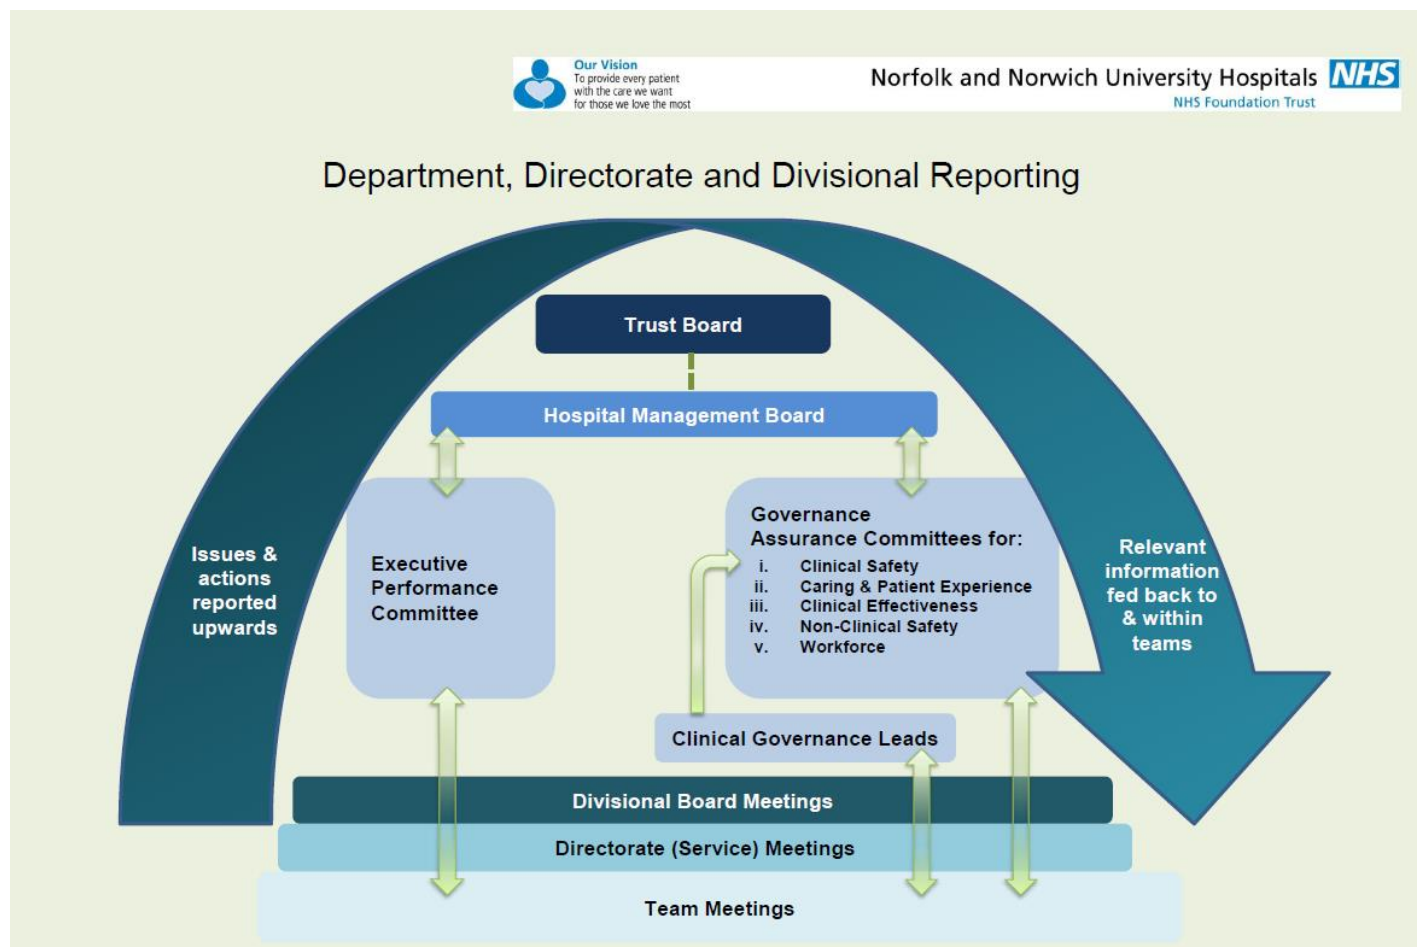 Our Vision
To provide every patient
with the care we want
for those we love the most
Norfolk and Norwich University Hospitals NHS
NHS Foundation Trust
Department, Directorate and Divisional Reporting
Trust Board
Hospital Management Board
Issues &
actions
reported
upwards
Executive
Performance
Committee
Governance
Assurance Committees for:
i. Clinical Safety
ii. Caring & Patient Experience
iii. Clinical Effectiveness
iv. Non-Clinical Safety
v. Workforce
Relevant
information
fed back to
& within
teams
Clinical Governance Leads
Divisional Board Meetings
Directorate (Service) Meetings
Team Meetings